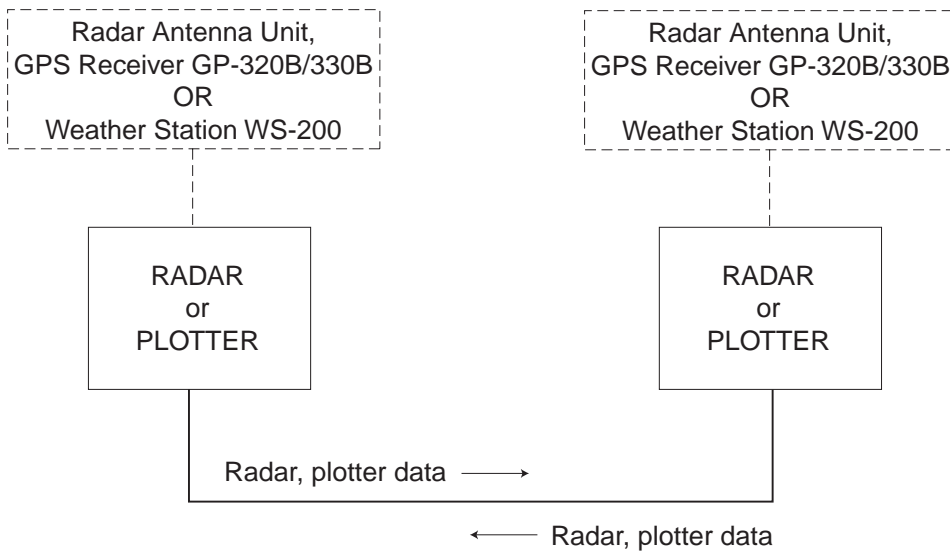 Radar Antenna Unit,
GPS Receiver GP-320B/330B
OR
Weather Station WS-200
Radar Antenna Unit,
GPS Receiver GP-320B/330B
OR
Weather Station WS-200
RADAR
or
PLOTTER
RADAR
or
PLOTTER
Radar, plotter data
Radar, plotter data